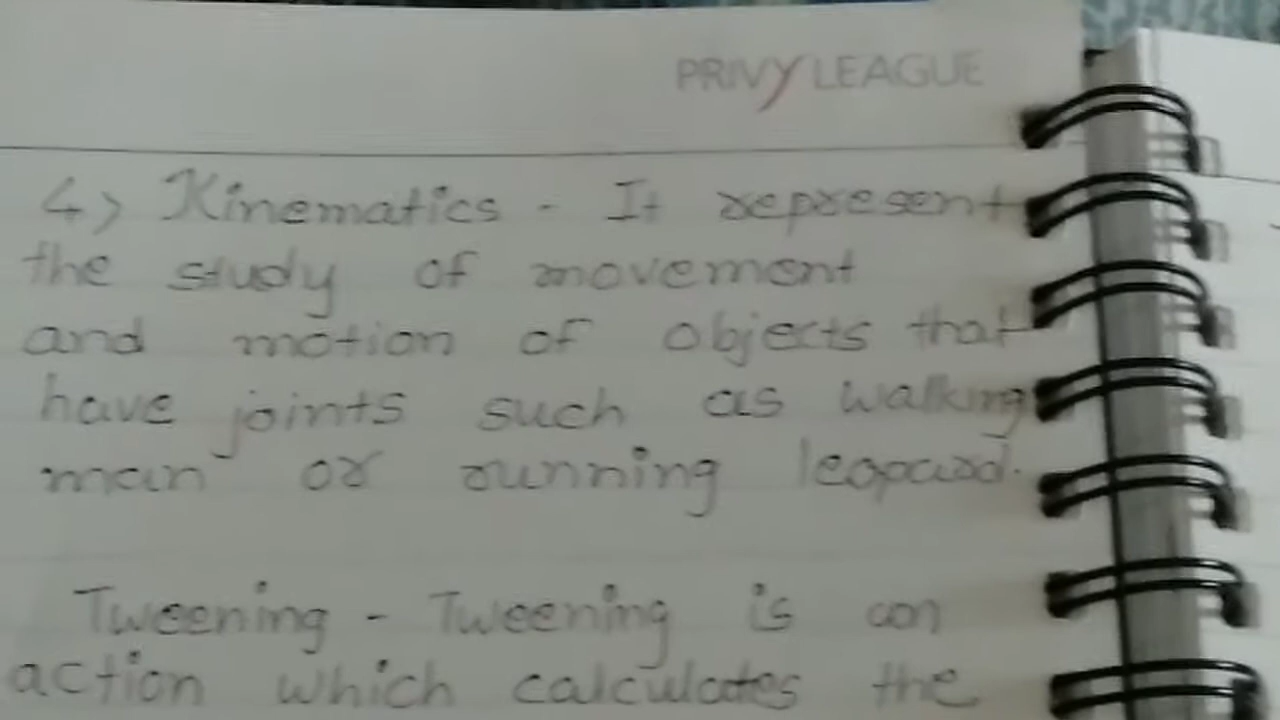 PRIVY LEAGUE
4) Kinematics - It represent
the study of movement
and motion of objects that
have joints such as walking
man or running leopard.
Tweening - Tweening is an
action which calculates the